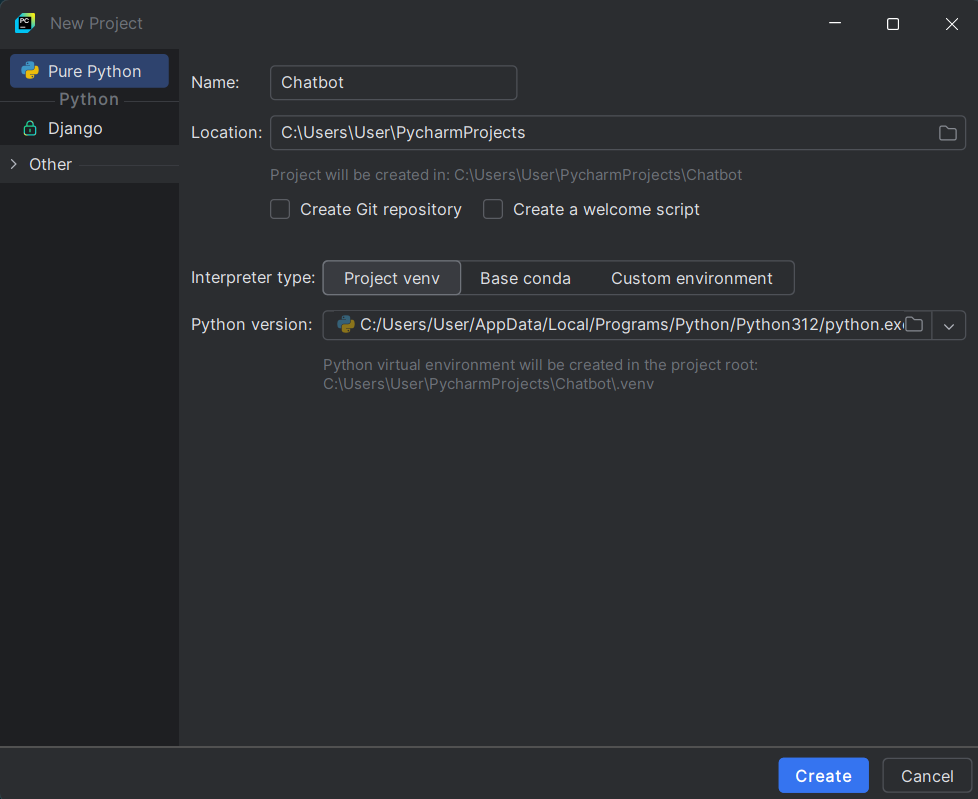 New Project
Pure Python
Python
Django
Other
Name: Chatbot
Location: C:\Users\User\PycharmProjects
Project will be created in: C:\Users\User\PycharmProjects\Chatbot
Create Git repository Create a welcome script
Interpreter type: Project venv Base conda Custom environment
Python version: C:/Users/User/AppData/Local/Programs/Python/Python312/python.exe
Python virtual environment will be created in the project root:
C:\Users\User\PycharmProjects\Chatbot\.venv
Create Cancel